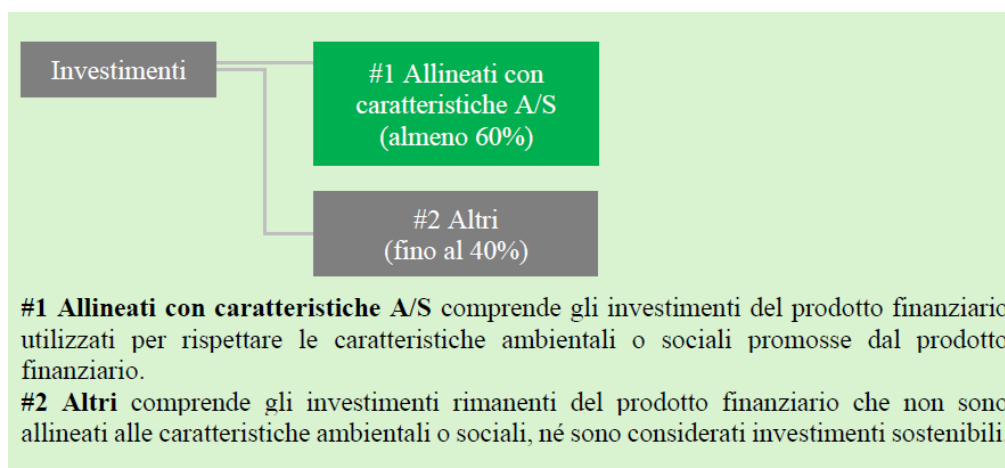 Investimenti
#1 Allineati con
caratteristiche A/S
(almeno 60%)
#2 Altri
(fino al 40%)
#1 Allineati con caratteristiche A/S comprende gli investimenti del prodotto finanziario
utilizzati per rispettare le caratteristiche ambientali o sociali promosse dal prodotto
finanziario.
#2 Altri comprende gli investimenti rimanenti del prodotto finanziario che non sono
allineati alle caratteristiche ambientali o sociali, né sono considerati investimenti sostenibili